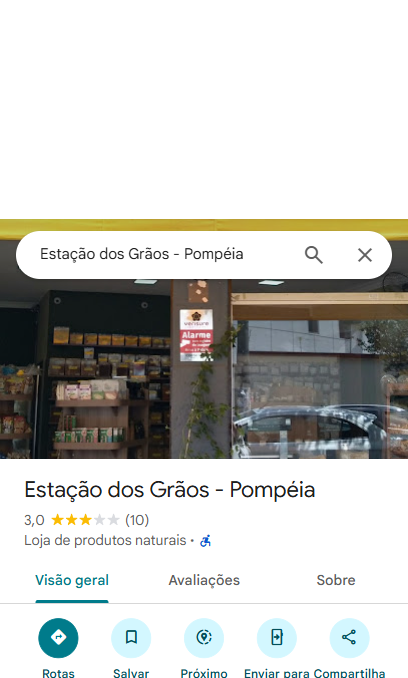 Estação dos Grãos - Pompéia
verisure
Alarme
Estação dos Grãos - Pompéia
3,0 (10)
Loja de produtos naturais ·
Visão geral Avaliações Sobre
Rotas Salvar Próximo Enviar para Compartilha